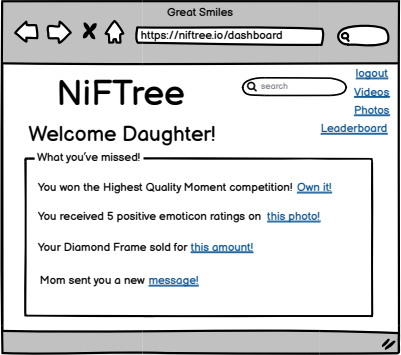 Great Smiles
https://niftree.io/dashboard
NiFTree
search
logout
Videos
Photos
Leaderboard
Welcome Daughter!
What you've missed!
You won the Highest Quality Moment competition! Own it!
You received 5 positive emoticon ratings on this photo!
Your Diamond Frame sold for this amount!
Mom sent you a new message!